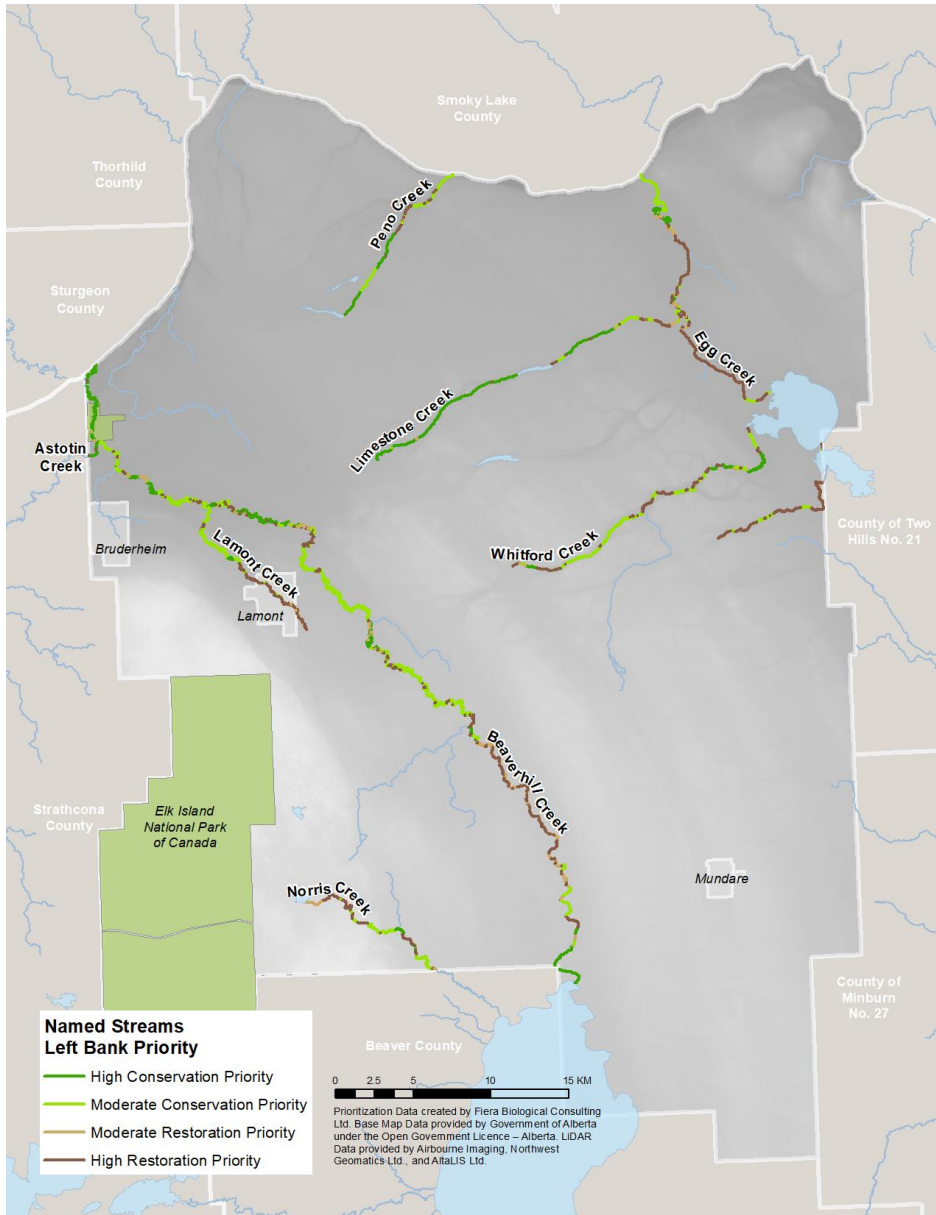 Smoky Lake
County
Thorhild
County
Peno Creek
Sturgeon
County
Egg Creek
Limestone Creek
Astotin
Creek
County of Two
Hills No. 21
Whitford Creek
Bruderheim
Lamont Creek
Lamont
Beaverhill Creek
Strathcona
County
Elk Island
National Park
of Canada
Mundare
Norris Creek
County of
Minburn
No. 27
Named Streams
Left Bank Priority
High Conservation Priority
Moderate Conservation Priority
Moderate Restoration Priority
High Restoration Priority
Beaver County
0 2.5 5 10 15 KM
Prioritization Data created by Fiera Biological Consulting
Ltd. Base Map Data provided by Government of Alberta
under the Open Government Licence – Alberta. LiDAR
Data provided by Airbourne Imaging, Northwest
Geomatics Ltd., and AltaLIS Ltd.